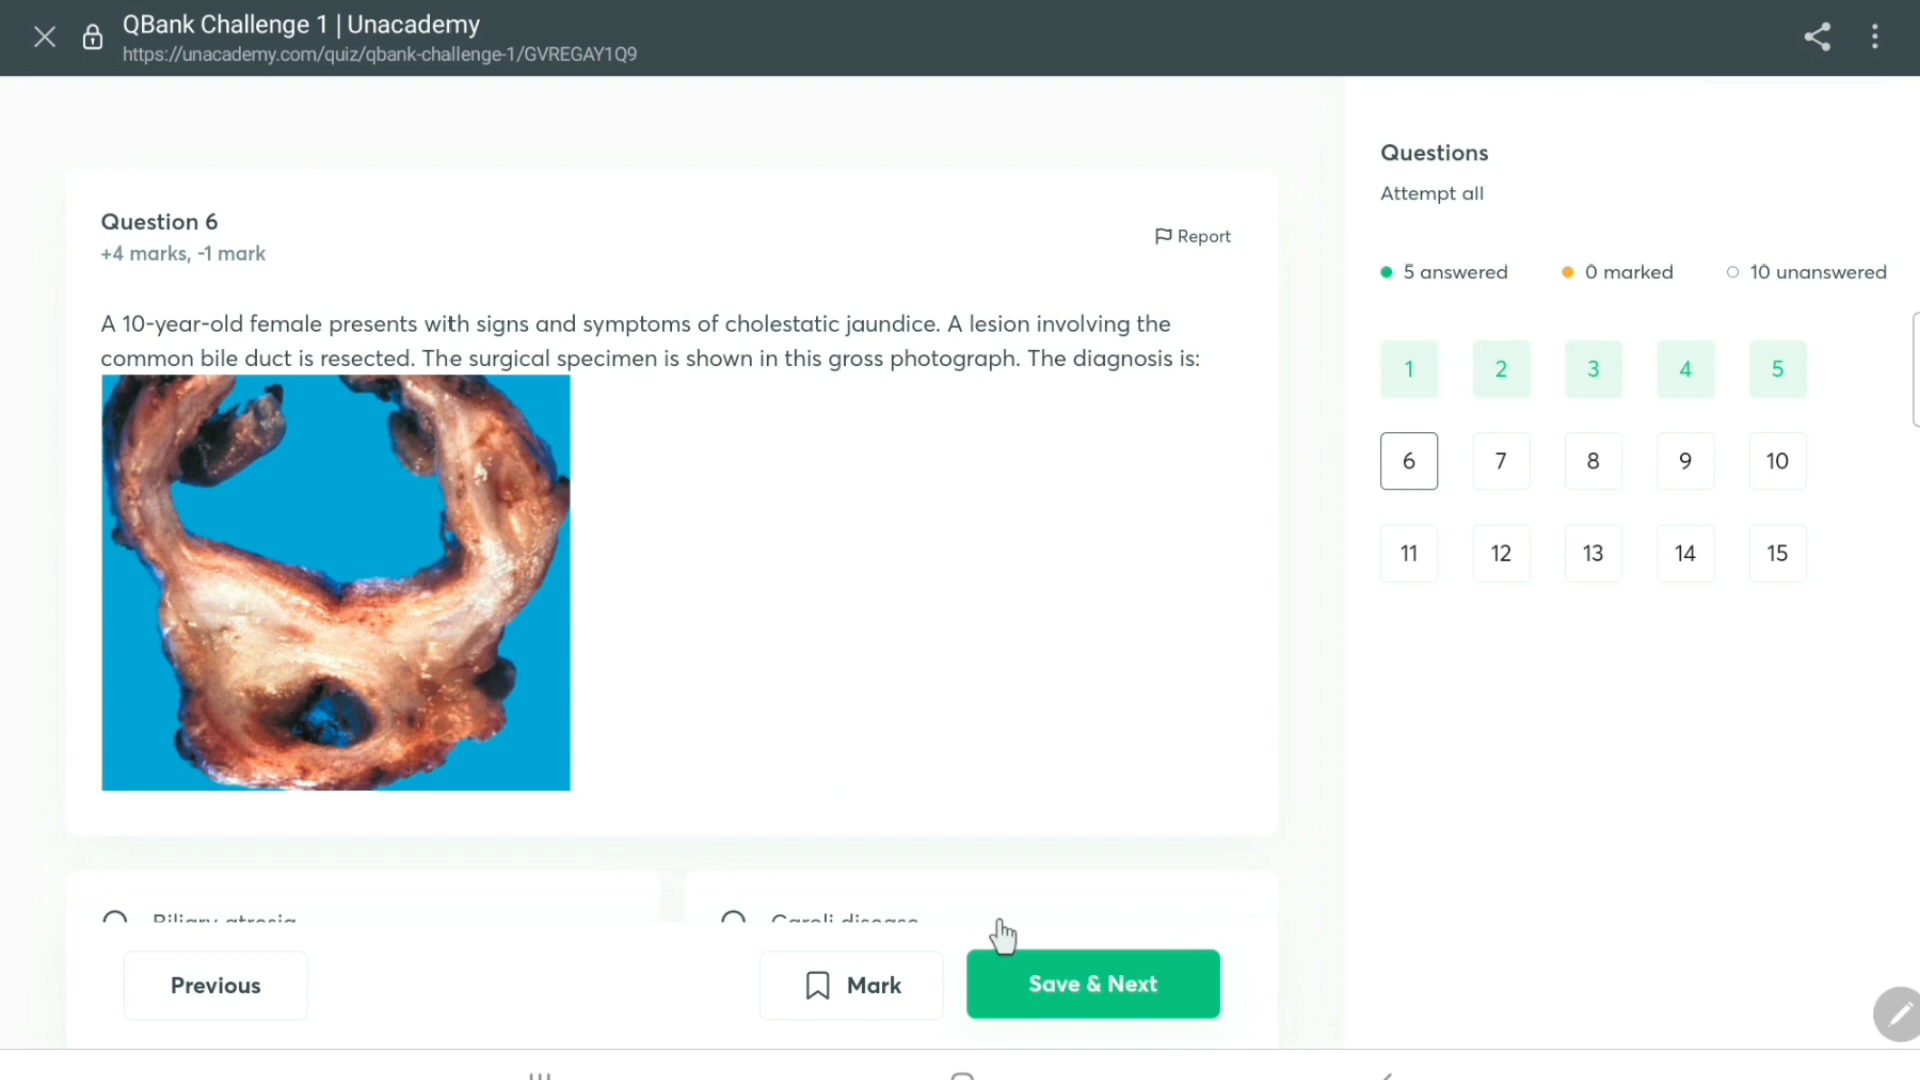 QBank Challenge 1 | Unacademy
https://unacademy.com/quiz/qbank-challenge-1/GVREGAY1Q9
Question 6
+4 marks, -1 mark
Report
A 10-year-old female presents with signs and symptoms of cholestatic jaundice. A lesion involving the
common bile duct is resected. The surgical specimen is shown in this gross photograph. The diagnosis is:
Biliary atresia
Caroli disease
Previous
Mark
Save & Next
Questions
Attempt all
5 answered
0 marked
10 unanswered
1 2 3 4 5
6 7 8 9 10
11 12 13 14 15